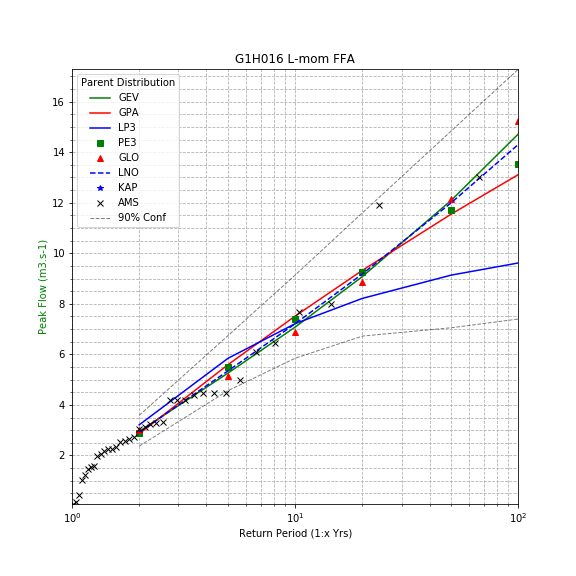 G1H016 L-mom FFA
Parent Distribution
GEV
GPA
LP3
PE3
GLO
LNO
KAP
AMS
90% Conf
16
14
12
10
8
6
4
2
Peak Flow (m3.s-1)
10⁰
10¹
10²
Return Period (1:x Yrs)